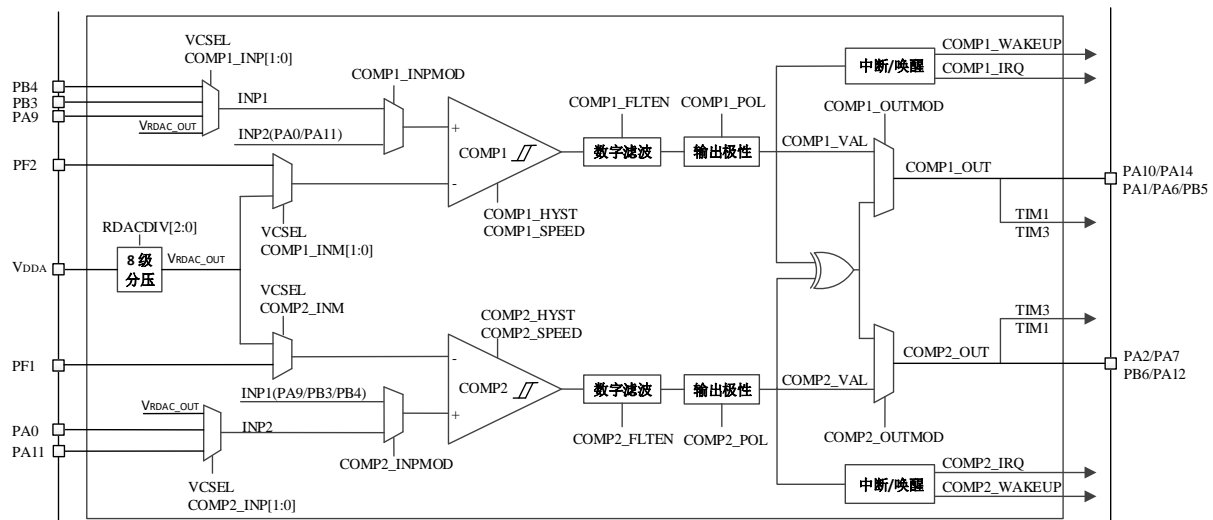 VCSEL
COMP1_INP[1:0]
PB4
PB3
PA9
VRDAC_OUT
INP1
COMP1_INPMOD
INP2(PA0/PA11)
PF2
VCSEL
COMP1_INM[1:0]
+
-
COMP1
COMP1_HYST
COMP1_SPEED
COMP1_FLTEN
数字滤波
COMP1_POL
输出极性
COMP1_VAL
中断/唤醒
COMP1_WAKEUP
COMP1_IRQ
COMP1_OUTMOD
COMP1_OUT
PA10/PA14
PA1/PA6/PB5
TIM1
TIM3
RDACDIV[2:0]
VDDA
8 级
分压
VRDAC_OUT
VCSEL
COMP2_INM
PF1
COMP2_HYST
COMP2_SPEED
-
+
COMP2
INP1(PA9/PB3/PB4)
VRDAC_OUT
PA0
PA11
INP2
COMP2_INPMOD
VCSEL
COMP2_INP[1:0]
数字滤波
COMP2_FLTEN
输出极性
COMP2_POL
COMP2_VAL
COMP2_OUTMOD
COMP2_OUT
TIM3
TIM1
PA2/PA7
PB6/PA12
中断/唤醒
COMP2_IRQ
COMP2_WAKEUP